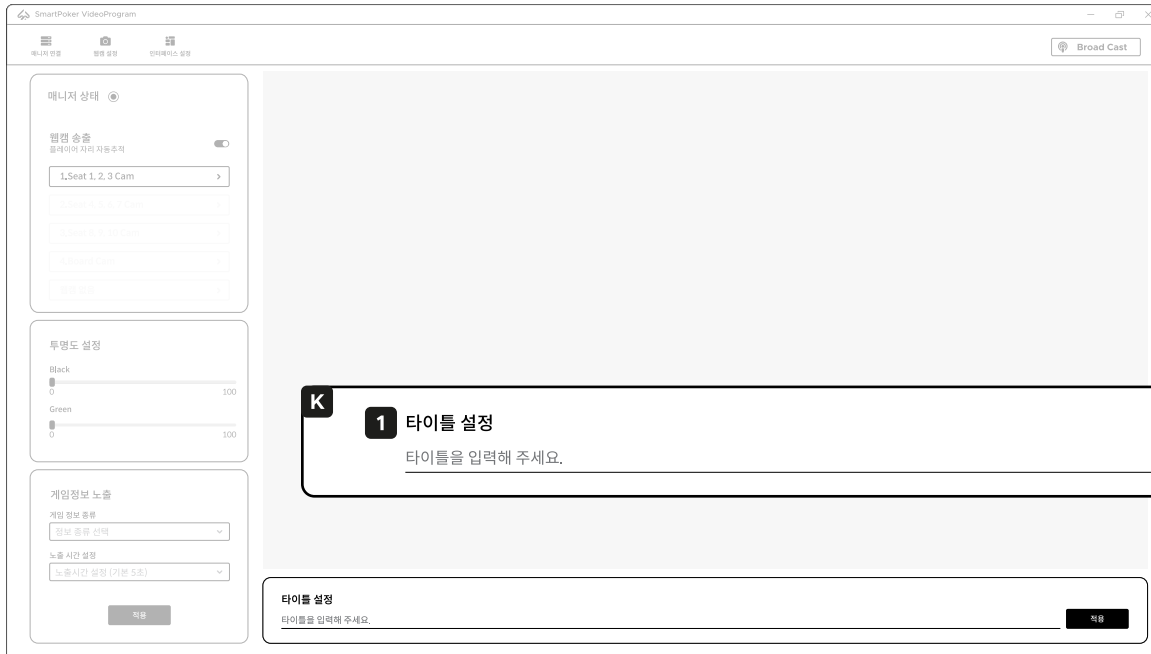 SmartPoker VideoProgram
매니저 연결
웹캠 설정
인터페이스 설정
Broad Cast
매니저 상태
웹캠 송출
플레이어 자리 자동추적
1.Seat 1, 2, 3 Cam
투명도 설정
Black
0
100
Green
0
100
게임정보 노출
게임 정보 종류
정보 종류 선택
노출 시간 설정
노출시간 설정 (기본 5초)
적용
K
1 타이틀 설정
타이틀을 입력해 주세요.
타이틀 설정
타이틀을 입력해 주세요.
적용